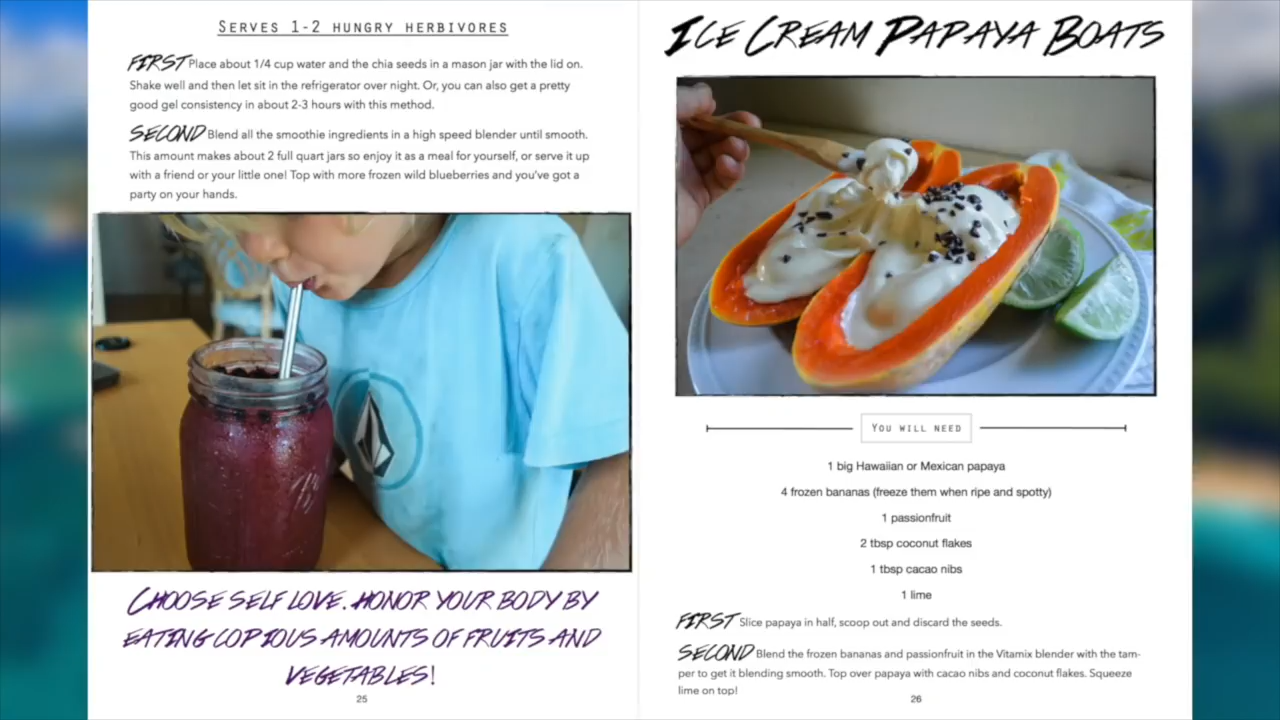 SERVES 1-2 HUNGRY HERBIVORES
FIRST Place about 1/4 cup water and the chia seeds in a mason jar with the lid on.
Shake well and then let sit in the refrigerator over night. Or, you can also get a pretty
good gel consistency in about 2-3 hours with this method.
SECOND Blend all the smoothie ingredients in a high speed blender until smooth.
This amount makes about 2 full quart jars so enjoy it as a meal for yourself, or serve it up
with a friend or your little one! Top with more frozen wild blueberries and you've got a
party on your hands.
CHOOSE SELF LOVE. HONOR YOUR BODY BY
EATING COPIOUS AMOUNTS OF FRUITS AND
VEGETABLES!
25
ICE CREAM PAPAYA BOATS
YOU WILL NEED
1 big Hawaiian or Mexican papaya
4 frozen bananas (freeze them when ripe and spotty)
1 passionfruit
2 tbsp coconut flakes
1 tbsp cacao nibs
1 lime
FIRST Slice papaya in half, scoop out and discard the seeds.
SECOND Blend the frozen bananas and passionfruit in the Vitamix blender with the tam-
per to get it blending smooth. Top over papaya with cacao nibs and coconut flakes. Squeeze
lime on top!
26